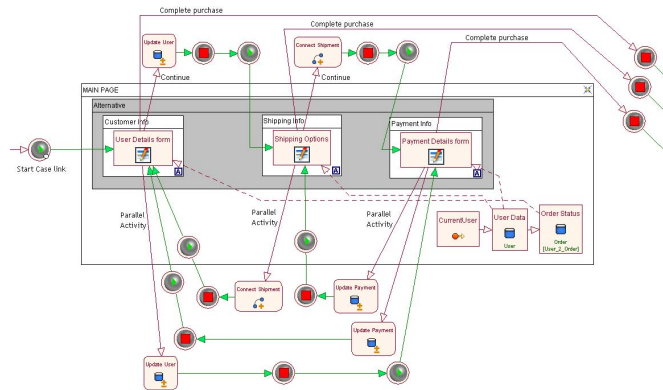 Complete purchase
Complete purchase
Complete purchase
Update User
Connect Shipment
Continue
Continue
MAIN PAGE
Alternative
Customer Info
Shipping Info
Payment Info
User Details form
Shipping Options
Payment Details form
A
A
A
Start Case link
Parallel
Activity
Parallel
Activity
Parallel
Activity
CurrentUser
User Data
User
Order Status
Order
[User_2_Order]
Connect Shipment
Update Payment
Update Payment
Update User